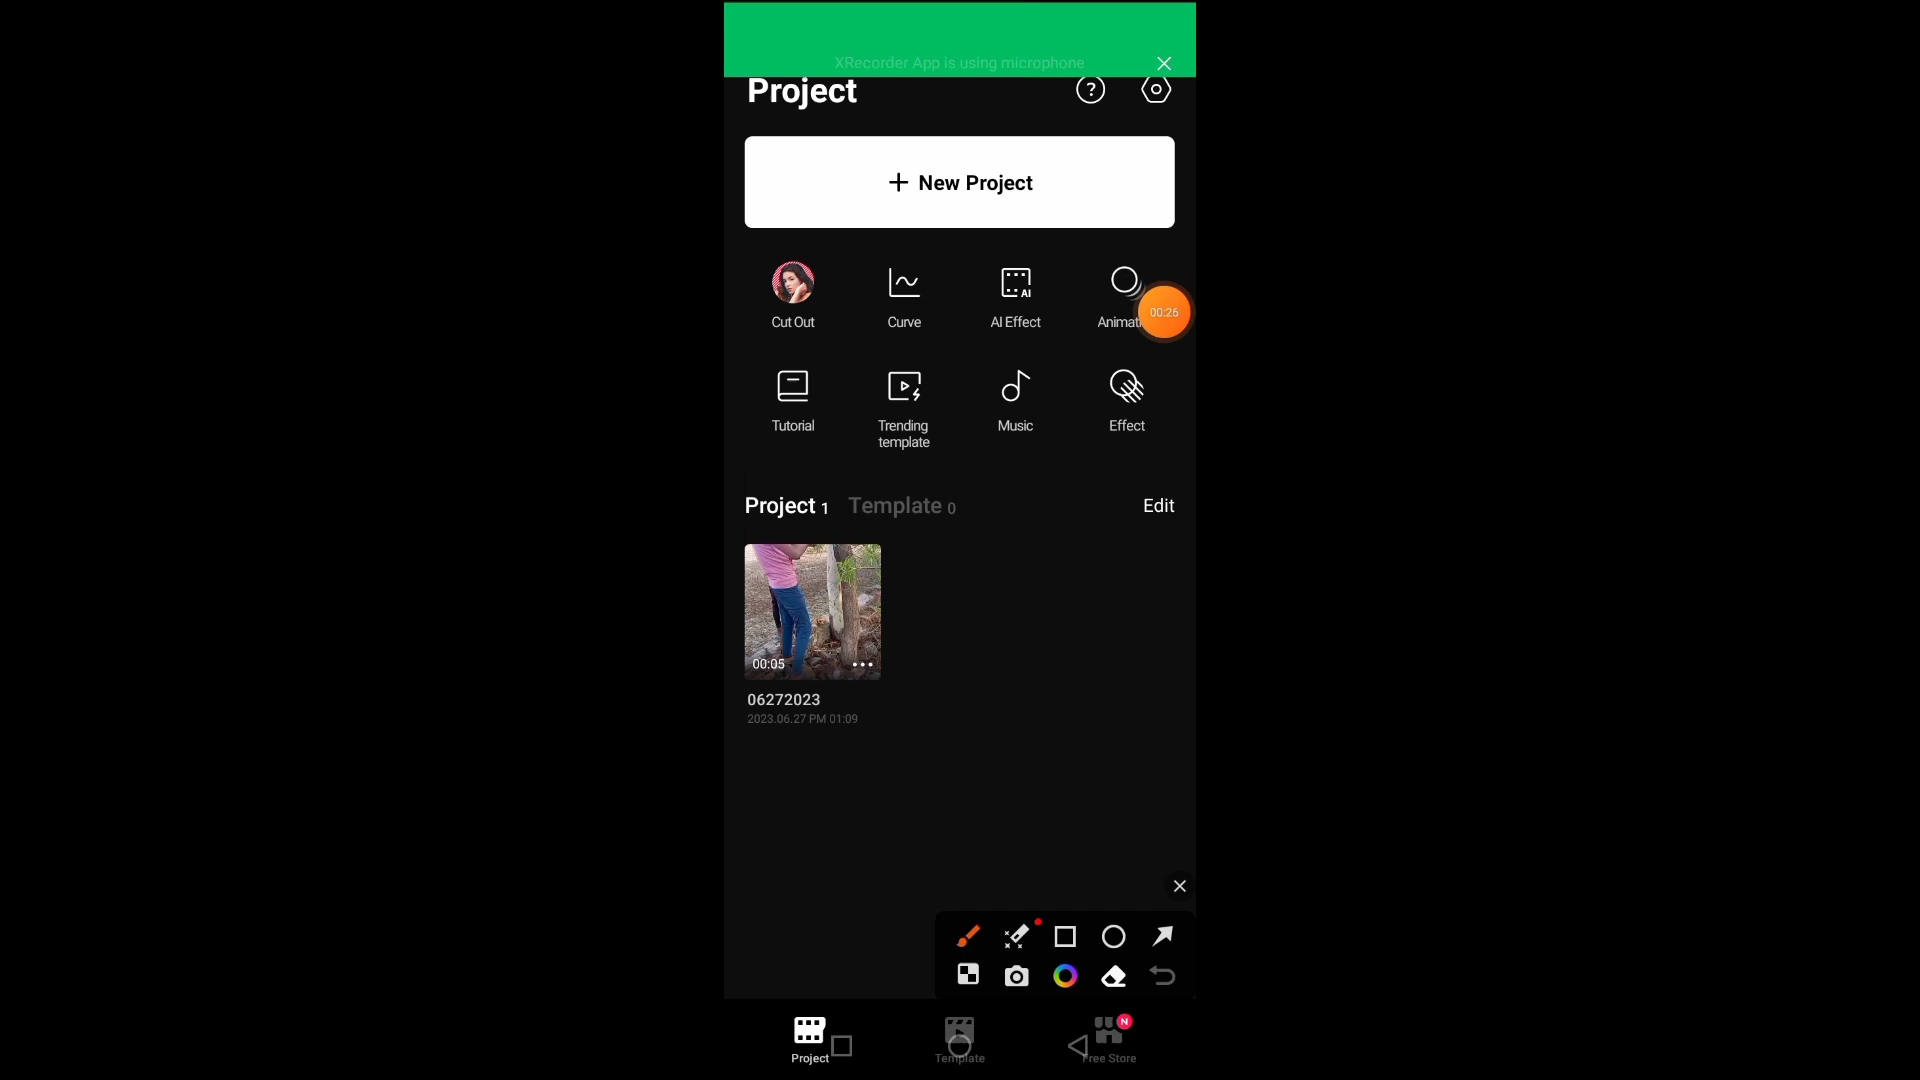 XRecorder App is using microphone
Project
?
New Project
Cut Out
Curve
AI
AI Effect
Animati
00:26
Tutorial
Trending
template
Music
Effect
Project 1
Template 0
Edit
00:05
06272023
2023.06.27 PM 01:09
N
Project
Template
Free Store